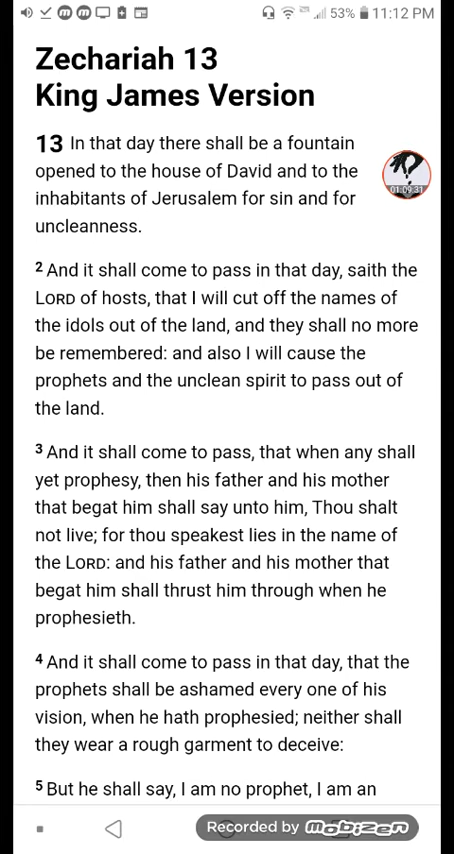 53% 11:12 PM
Zechariah 13
King James Version
13 In that day there shall be a fountain
opened to the house of David and to the
01:09:31
inhabitants of Jerusalem for sin and for
uncleanness.
2 And it shall come to pass in that day, saith the
LORD of hosts, that I will cut off the names of
the idols out of the land, and they shall no more
be remembered: and also I will cause the
prophets and the unclean spirit to pass out of
the land.
3 And it shall come to pass, that when any shall
yet prophesy, then his father and his mother
that begat him shall say unto him, Thou shalt
not live; for thou speakest lies in the name of
the LORD: and his father and his mother that
begat him shall thrust him through when he
prophesieth.
4 And it shall come to pass in that day, that the
prophets shall be ashamed every one of his
vision, when he hath prophesied; neither shall
they wear a rough garment to deceive:
5 But he shall say, I am no prophet, I am an
Recorded by mobizen